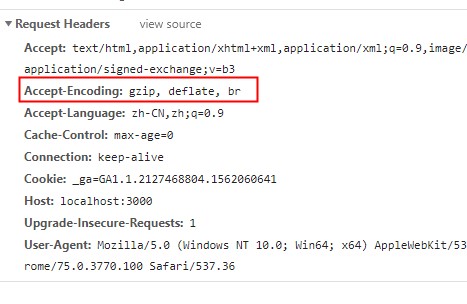 Request Headers view source
Accept: text/html,application/xhtml+xml,application/xml;q=0.9,image/
application/signed-exchange;v=b3
Accept-Encoding: gzip, deflate, br
Accept-Language: zh-CN,zh;q=0.9
Cache-Control: max-age=0
Connection: keep-alive
Cookie: _ga=GA1.1.2127468804.1562060641
Host: localhost:3000
Upgrade-Insecure-Requests: 1
User-Agent: Mozilla/5.0 (Windows NT 10.0; Win64; x64) AppleWebKit/53
rome/75.0.3770.100 Safari/537.36